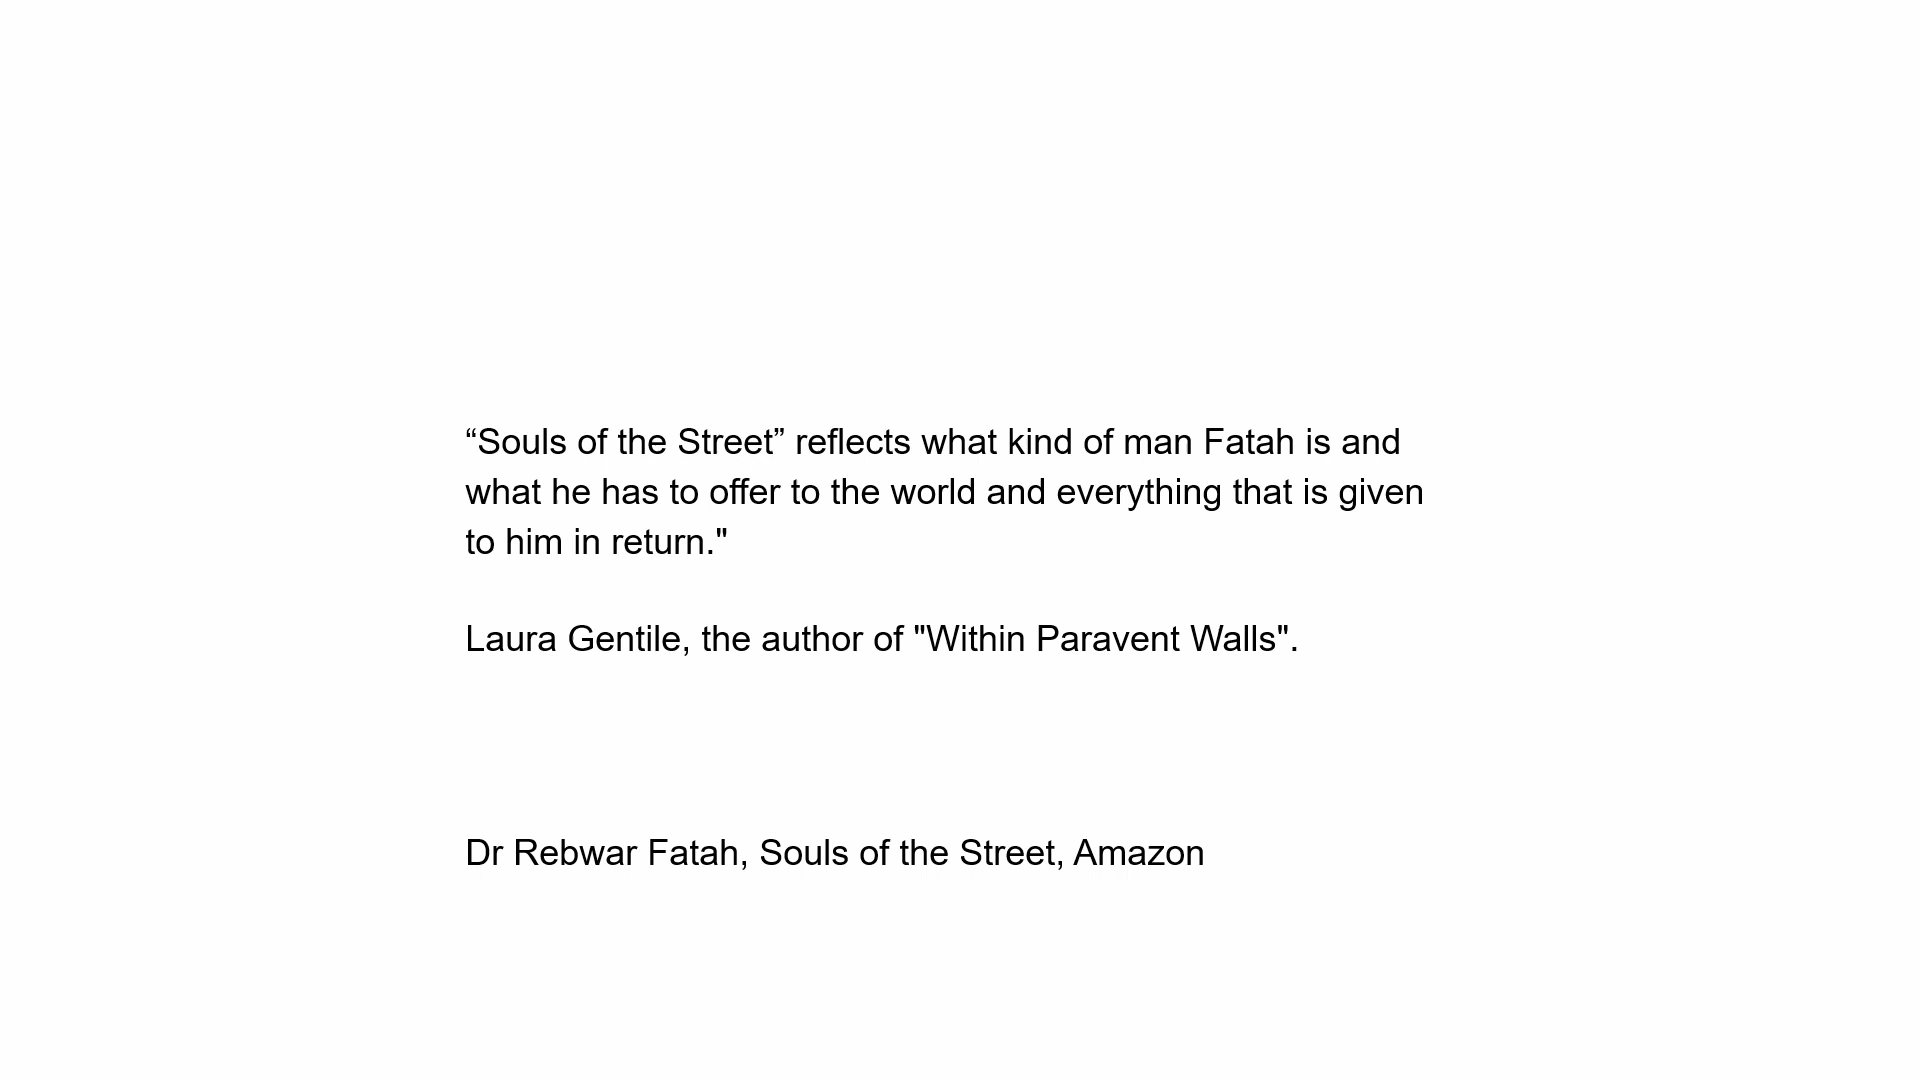 “Souls of the Street” reflects what kind of man Fatah is and
what he has to offer to the world and everything that is given
to him in return."
Laura Gentile, the author of "Within Paravent Walls".
Dr Rebwar Fatah, Souls of the Street, Amazon